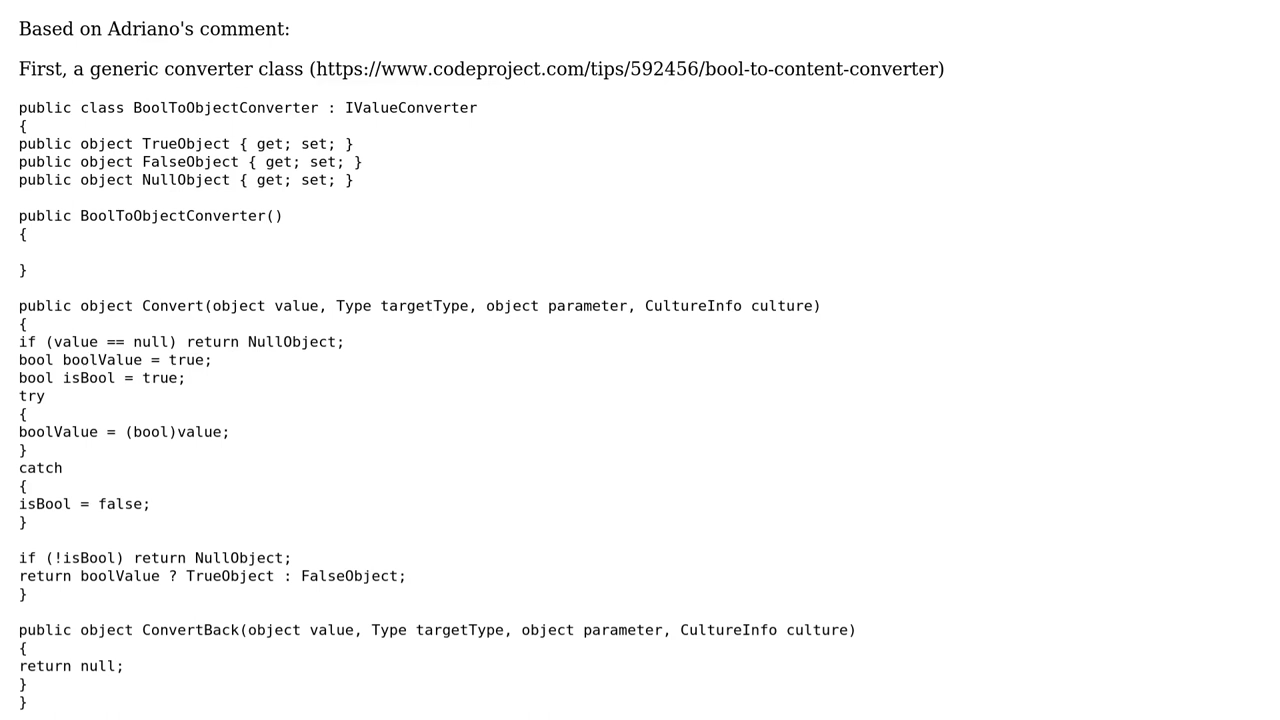 Based on Adriano's comment:
First, a generic converter class (https://www.codeproject.com/tips/592456/bool-to-content-converter)
public class BoolToObjectConverter : IValueConverter
{
public object TrueObject { get; set; }
public object FalseObject { get; set; }
public object NullObject { get; set; }

public BoolToObjectConverter()
{

}

public object Convert(object value, Type targetType, object parameter, CultureInfo culture)
{
if (value == null) return NullObject;
bool boolValue = true;
bool isBool = true;
try
{
boolValue = (bool)value;
}
catch
{
isBool = false;
}

if (!isBool) return NullObject;
return boolValue ? TrueObject : FalseObject;
}

public object ConvertBack(object value, Type targetType, object parameter, CultureInfo culture)
{
return null;
}
}